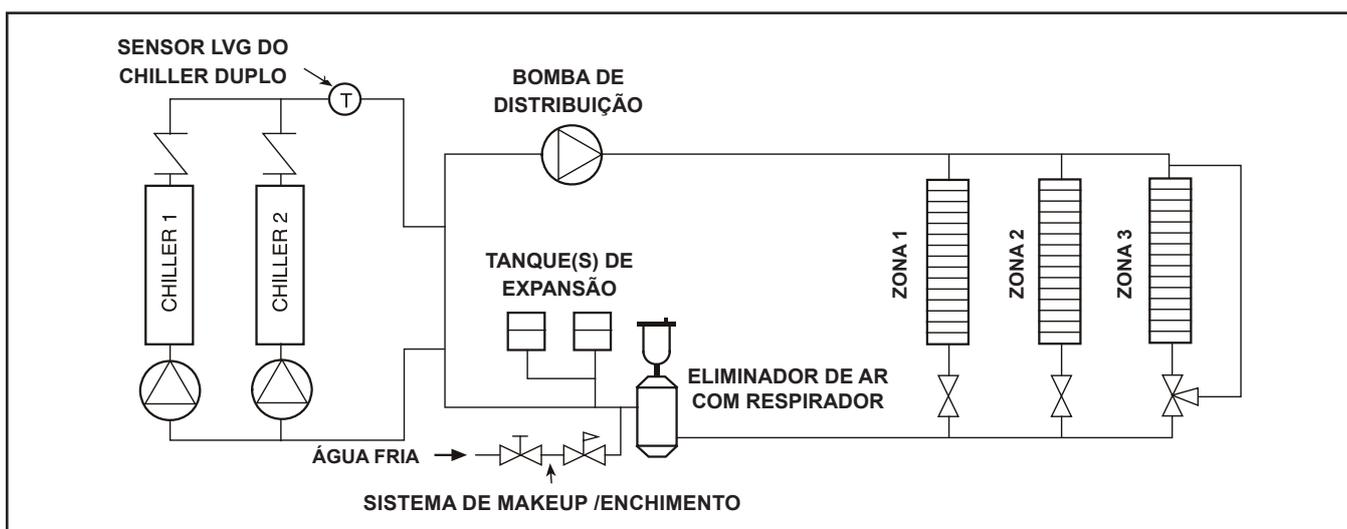 SENSOR LVG DO
CHILLER DUPLO
T
BOMBA DE
DISTRIBUIÇÃO
CHILLER 1
CHILLER 2
TANQUE(S) DE
EXPANSÃO
ZONA 1
ZONA 2
ZONA 3
ELIMINADOR DE AR
COM RESPIRADOR
ÁGUA FRIA
SISTEMA DE MAKEUP /ENCHIMENTO